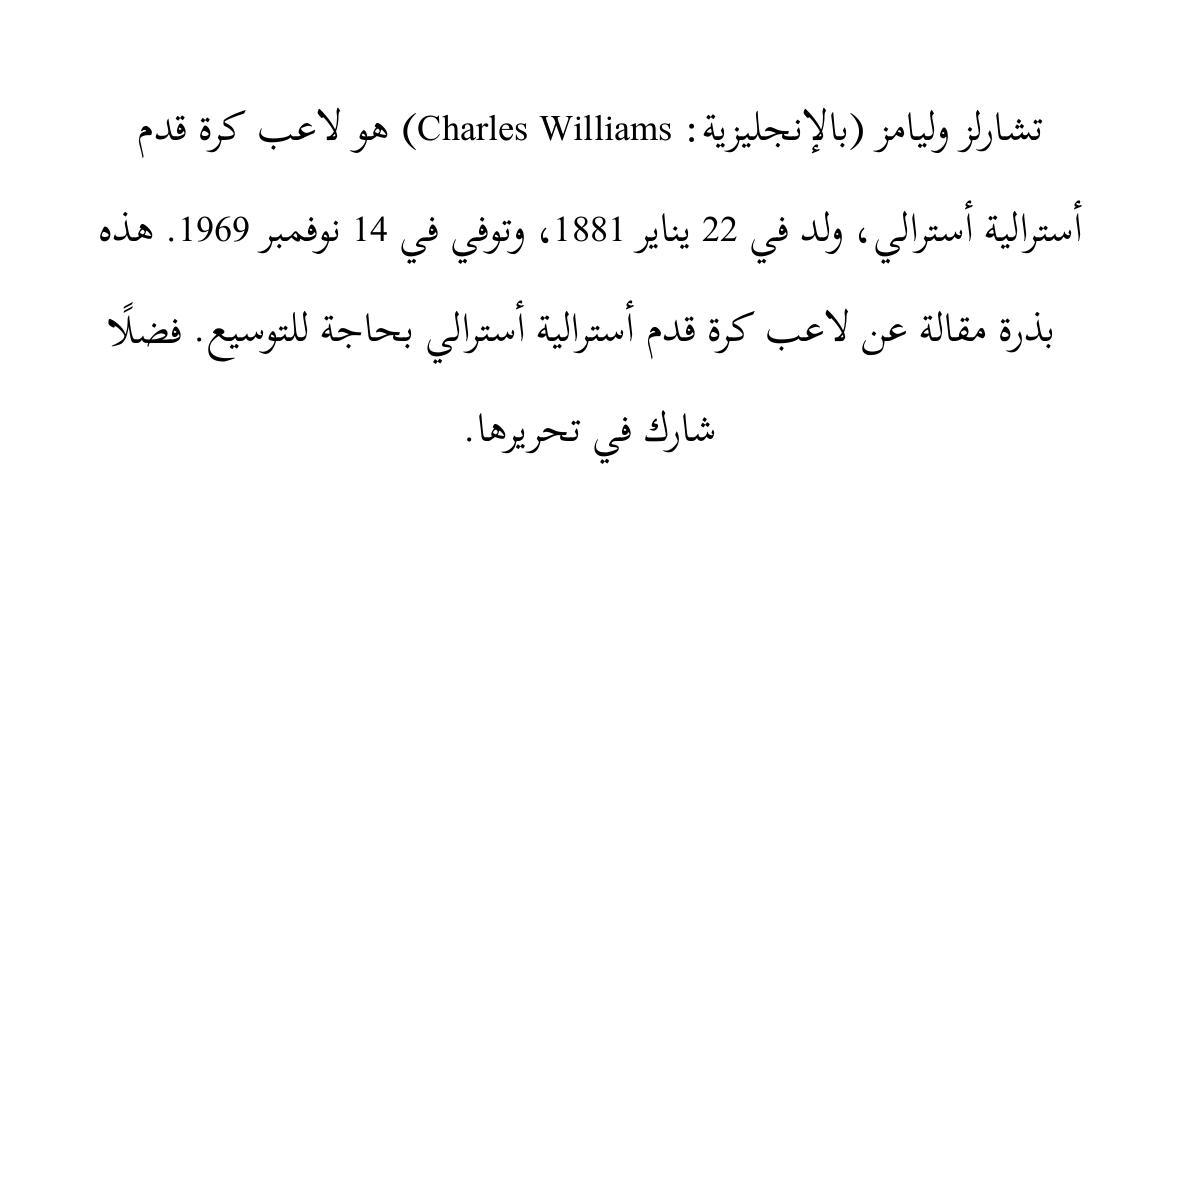 تشارلز وليامز (بالإنجليزية: Charles Williams) هو لاعب كرة قدم
أسترالية أسترالي، ولد في 22 يناير 1881، وتوفي في 14 نوفمبر 1969. هذه
بذرة مقالة عن لاعب كرة قدم أسترالية أسترالي بحاجة للتوسيع. فضلًا
شارك في تحريرها.